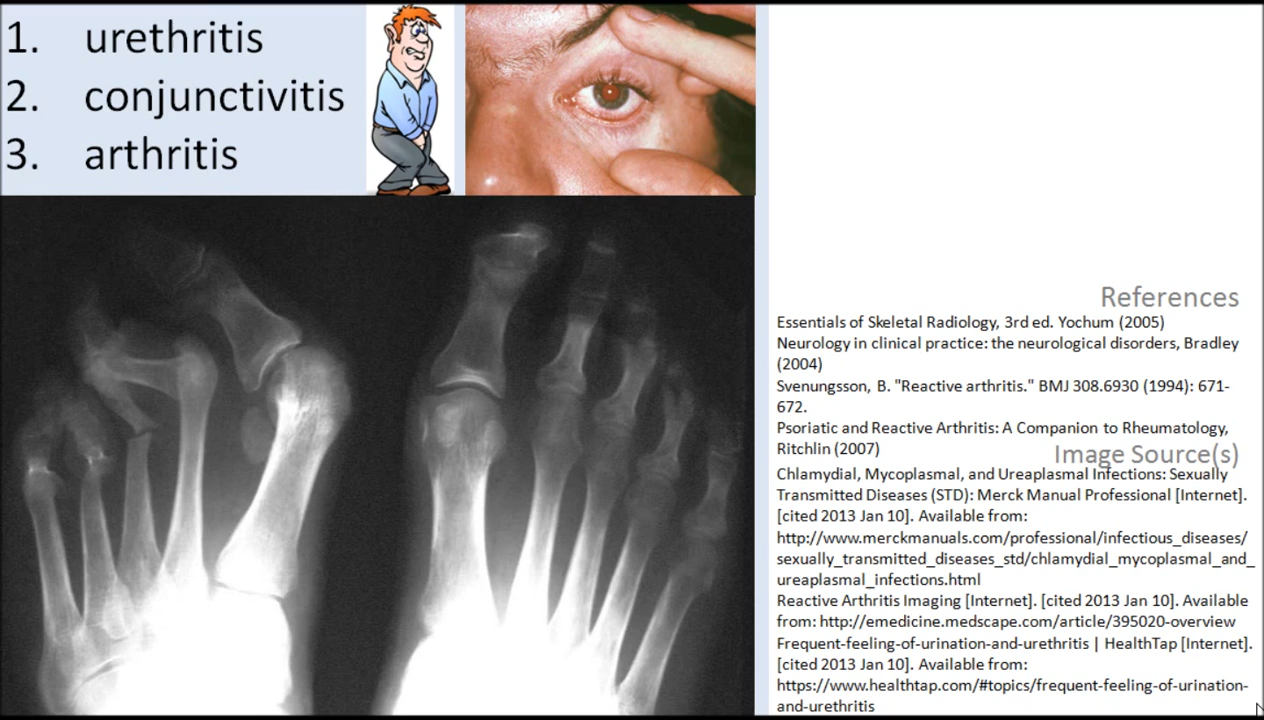 1. urethritis
2. conjunctivitis
3. arthritis
References
Essentials of Skeletal Radiology, 3rd ed. Yochum (2005)
Neurology in clinical practice: the neurological disorders, Bradley
(2004)
Svenungsson, B. "Reactive arthritis." BMJ 308.6930 (1994): 671-
672.
Psoriatic and Reactive Arthritis: A Companion to Rheumatology,
Ritchlin (2007)
Image Source(s)
Chlamydial, Mycoplasmal, and Ureaplasmal Infections: Sexually
Transmitted Diseases (STD): Merck Manual Professional [Internet].
[cited 2013 Jan 10]. Available from:
http://www.merckmanuals.com/professional/infectious_diseases/
sexually_transmitted_diseases_std/chlamydial_mycoplasmal_and_
ureaplasmal_infections.html
Reactive Arthritis Imaging [Internet]. [cited 2013 Jan 10]. Available
from: http://emedicine.medscape.com/article/395020-overview
Frequent-feeling-of-urination-and-urethritis | HealthTap [Internet].
[cited 2013 Jan 10]. Available from:
https://www.healthtap.com/#topics/frequent-feeling-of-urination-
and-urethritis